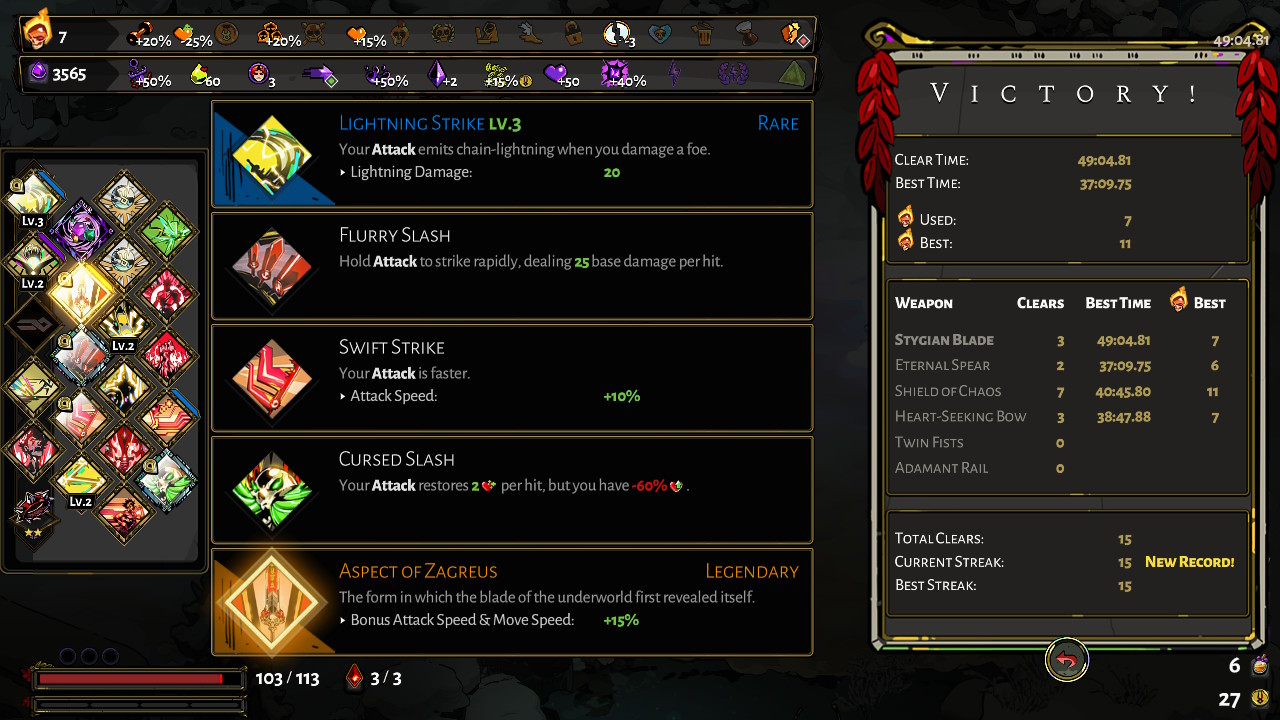 7
+20%
-25%
+20%
+15%
3
49:04.81
3565
+50%
60
3
+50%
+2
+15%
+50
+40%
VICTORY!
LIGHTNING STRIKE LV.3
RARE
Your Attack emits chain-lightning when you damage a foe.
Lightning Damage: 20
FLURRY SLASH
Hold Attack to strike rapidly, dealing 25 base damage per hit.
SWIFT STRIKE
Your Attack is faster.
Attack Speed: +10%
CURSED SLASH
Your Attack restores 2 per hit, but you have -60% .
ASPECT OF ZAGREUS
LEGENDARY
The form in which the blade of the underworld first revealed itself.
Bonus Attack Speed & Move Speed: +15%
Lv.3
Lv.2
Lv.2
Lv.2
103 / 113
3 / 3
CLEAR TIME: 49:04.81
BEST TIME: 37:09.75
USED: 7
BEST: 11
WEAPON CLEARS BEST TIME BEST
STYGIAN BLADE 3 49:04.81 7
ETERNAL SPEAR 2 37:09.75 6
SHIELD OF CHAOS 7 40:45.80 11
HEART-SEEKING BOW 3 38:47.88 7
TWIN FISTS 0
ADAMANT RAIL 0
TOTAL CLEARS: 15
CURRENT STREAK: 15 NEW RECORD!
BEST STREAK: 15
6
27